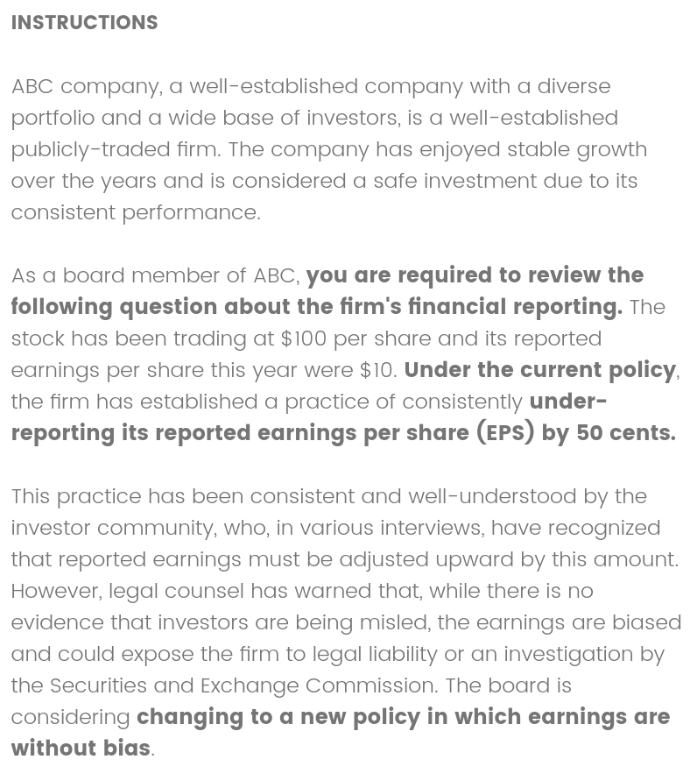 INSTRUCTIONS
ABC company, a well-established company with a diverse
portfolio and a wide base of investors, is a well-established
publicly-traded firm. The company has enjoyed stable growth
over the years and is considered a safe investment due to its
consistent performance.
As a board member of ABC, you are required to review the
following question about the firm's financial reporting. The
stock has been trading at $100 per share and its reported
earnings per share this year were $10. Under the current policy,
the firm has established a practice of consistently under-
reporting its reported earnings per share (EPS) by 50 cents.
This practice has been consistent and well-understood by the
investor community, who, in various interviews, have recognized
that reported earnings must be adjusted upward by this amount.
However, legal counsel has warned that, while there is no
evidence that investors are being misled, the earnings are biased
and could expose the firm to legal liability or an investigation by
the Securities and Exchange Commission. The board is
considering changing to a new policy in which earnings are
without bias.